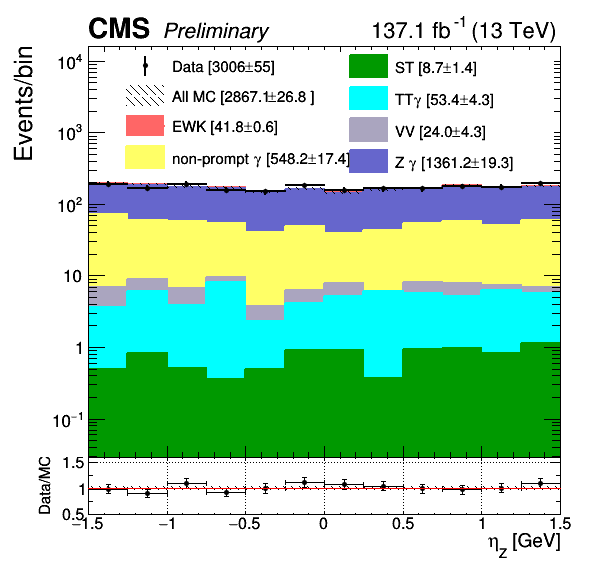 CMS Preliminary 137.1 fb⁻¹ (13 TeV)
Events/bin
10⁴
10³
10²
10
1
10⁻¹
Data [3006±55]
All MC [2867.1±26.8 ]
EWK [41.8±0.6]
non-prompt γ [548.2±17.4]
ST [8.7±1.4]
TTγ [53.4±4.3]
VV [24.0±4.3]
Z γ [1361.2±19.3]
Data/MC
1.5
1
0.5
−1.5 −1 −0.5 0 0.5 1 1.5
η_Z [GeV]